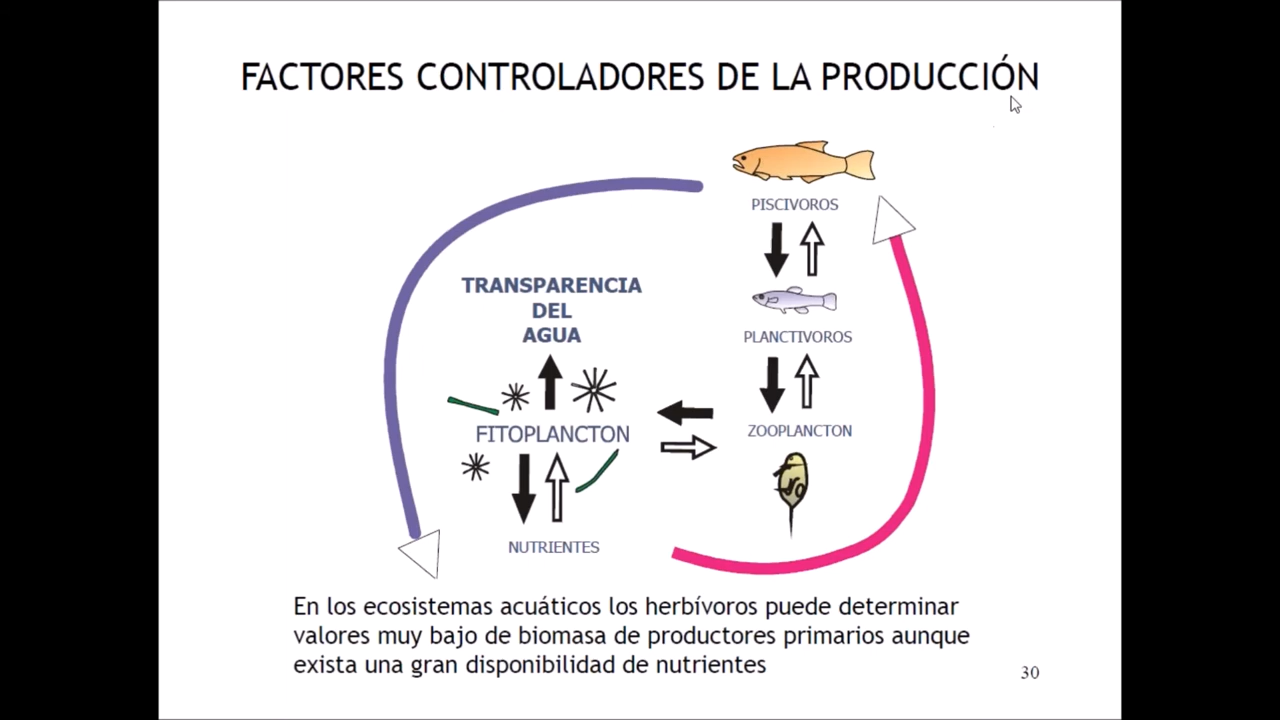 FACTORES CONTROLADORES DE LA PRODUCCIÓN
PISCIVOROS
TRANSPARENCIA
DEL
AGUA
PLANCTIVOROS
FITOPLANCTON
ZOOPLANCTON
NUTRIENTES
En los ecosistemas acuáticos los herbívoros puede determinar
valores muy bajo de biomasa de productores primarios aunque
exista una gran disponibilidad de nutrientes
30